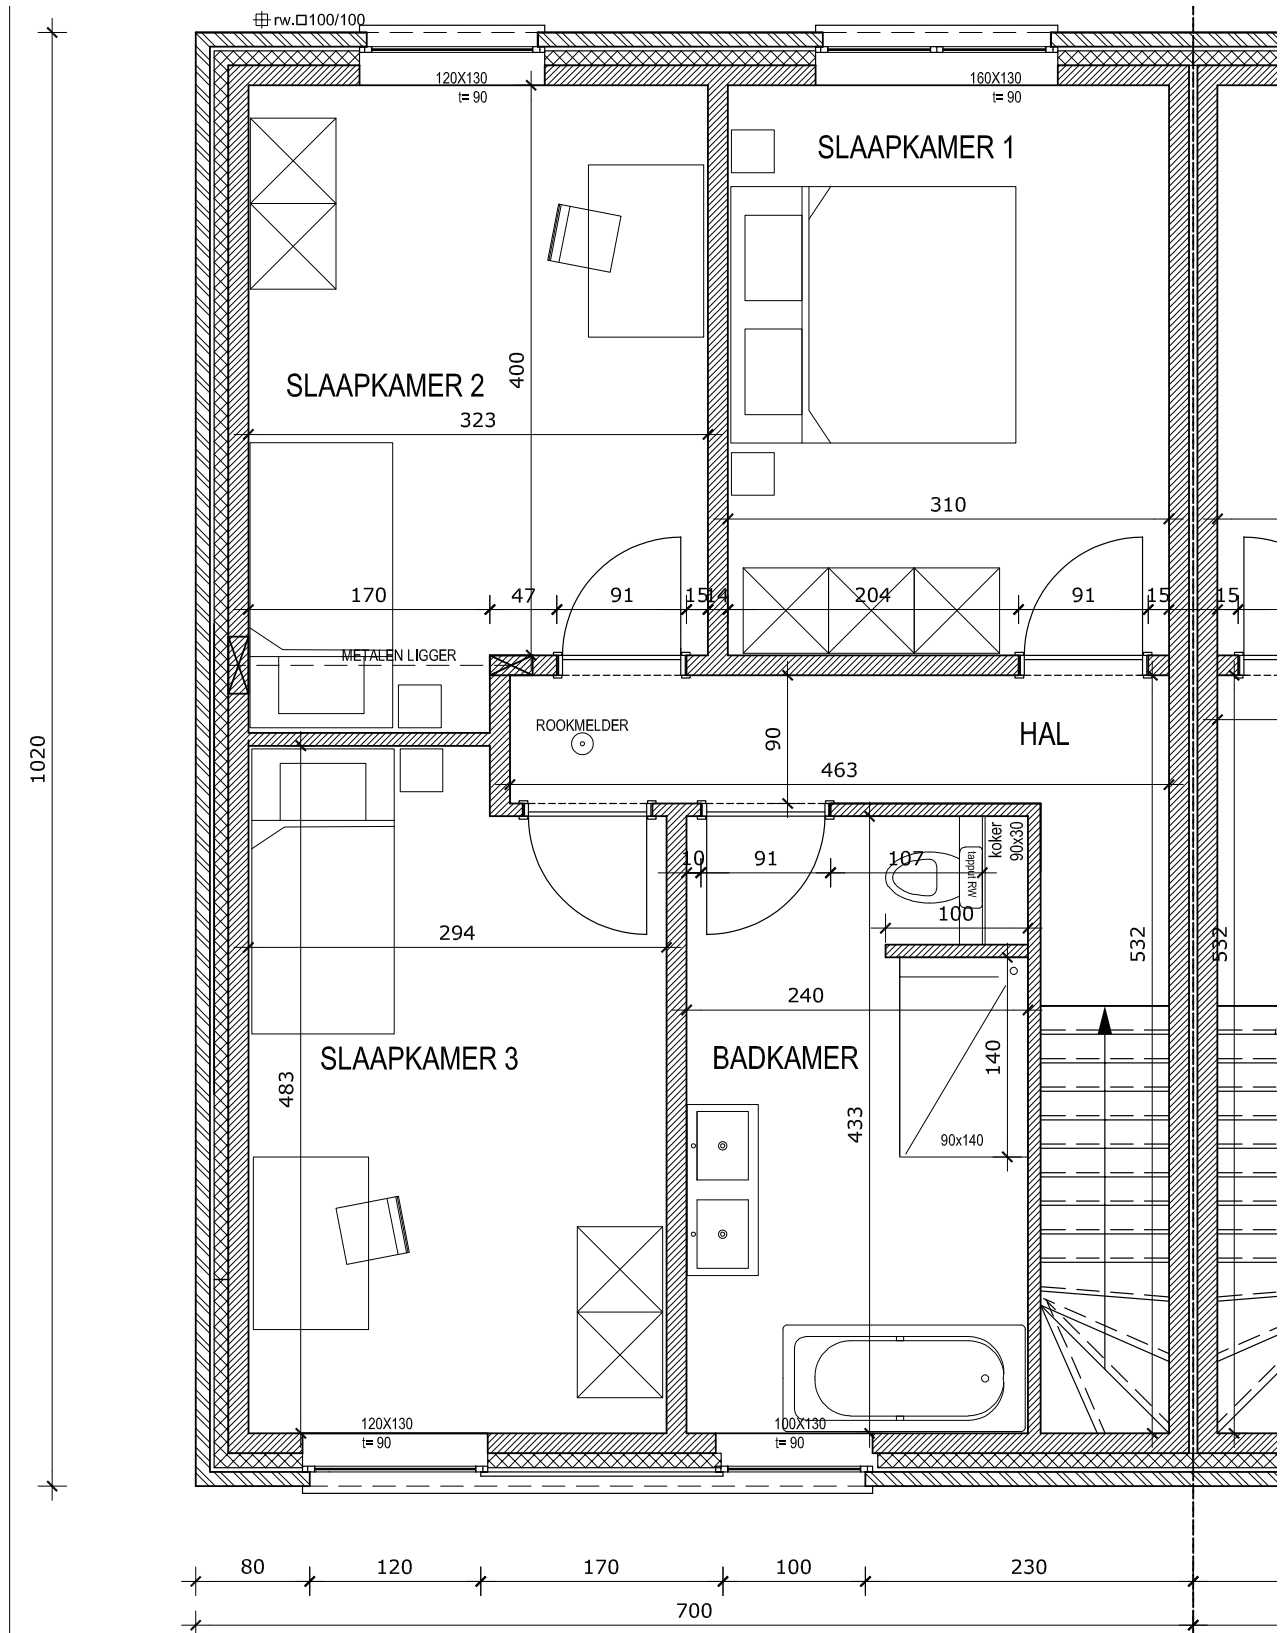 rw.□100/100
120X130
t= 90
160X130
t= 90
SLAAPKAMER 1
SLAAPKAMER 2
400
323
310
170
47
91
15
14
204
91
15
15
METALEN LIGGER
ROOKMELDER
HAL
90
463
1020
koker
90x30
tapput RW
10
91
107
100
294
532
532
240
SLAAPKAMER 3
BADKAMER
140
483
433
90x140
120X130
t= 90
100X130
t= 90
80
120
170
100
230
700